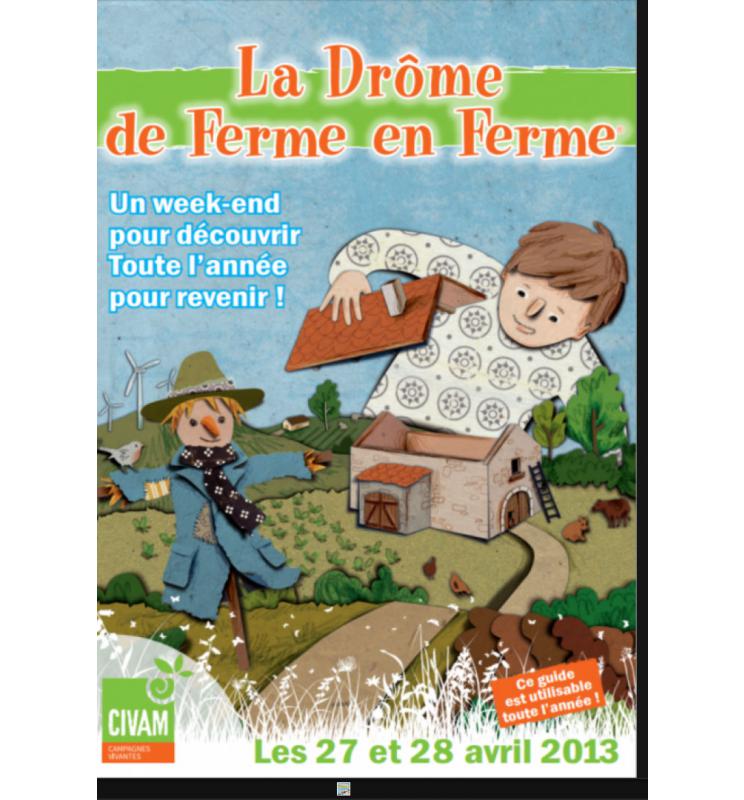 La Drôme
de Ferme en Ferme®
Un week-end
pour découvrir
Toute l'année
pour revenir !
Ce guide
est utilisable
toute l'année !
CIVAM
CAMPAGNES
VIVANTES
Les 27 et 28 avril 2013